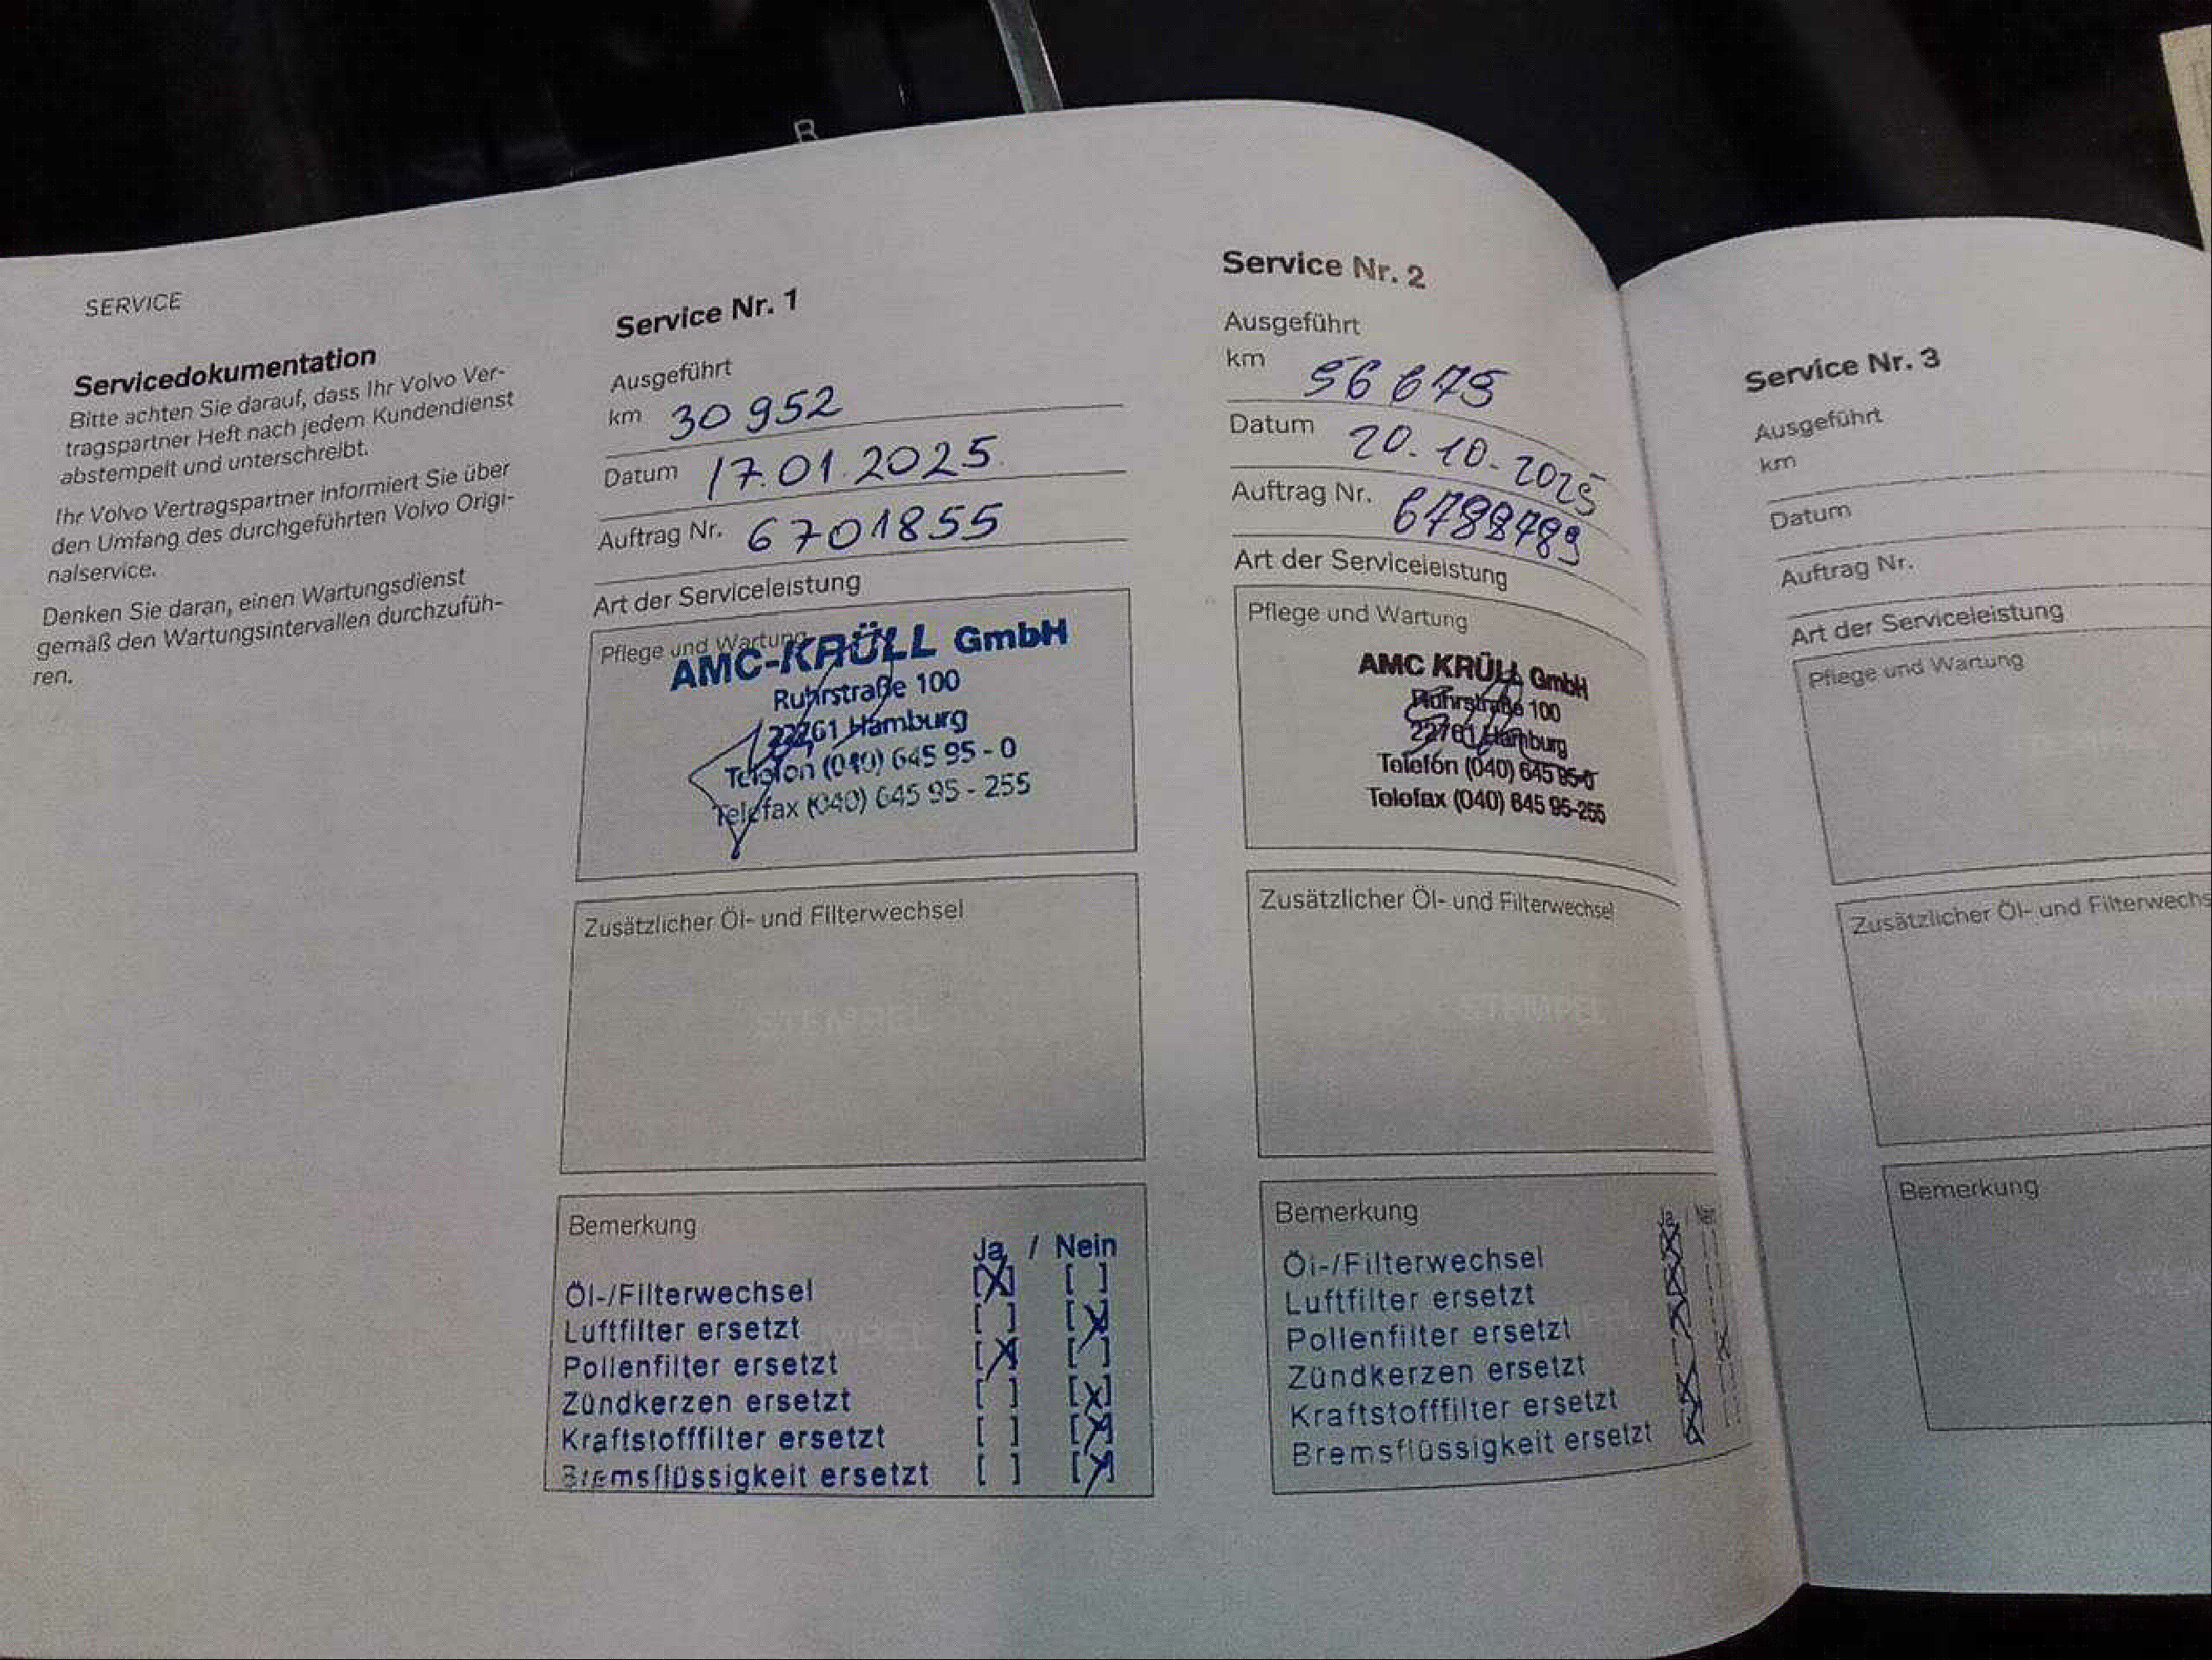 R
SERVICE
Servicedokumentation
Bitte achten Sie darauf, dass Ihr Volvo Ver-
tragspartner Heft nach jedem Kundendienst
abstempelt und unterschreibt.
Ihr Volvo Vertragspartner informiert Sie über
den Umfang des durchgeführten Volvo Origi-
nalservice.
Denken Sie daran, einen Wartungsdienst
gemäß den Wartungsintervallen durchzufüh-
ren.
Service Nr. 1
Ausgeführt
km 30 952
Datum 17.01.2025
Auftrag Nr. 6701855
Art der Serviceleistung
Pflege und Wartung
AMC-KRÜLL GmbH
Ruhrstraße 100
22761 Hamburg
Telefon (040) 645 95 - 0
Telefax (040) 645 95 - 255
Zusätzlicher Öl- und Filterwechsel
STEMPEL
Bemerkung
Ja / Nein
Öl-/Filterwechsel [X] [ ]
Luftfilter ersetzt [ ] [X]
Pollenfilter ersetzt [X] [ ]
Zündkerzen ersetzt [ ] [X]
Kraftstofffilter ersetzt [ ] [X]
Bremsflüssigkeit ersetzt [ ] [X]
Service Nr. 2
Ausgeführt
km 56 675
Datum 20.10.2025
Auftrag Nr.
Art der Serviceleistung
Pflege und Wartung
AMC KRÜLL GmbH
Ruhrstraße 100
22761 Hamburg
Telefon (040) 645 95-0
Telefax (040) 645 95-255
Zusätzlicher Öl- und Filterwechsel
STEMPEL
Bemerkung
Ja / Nein
Öl-/Filterwechsel
Luftfilter ersetzt
Pollenfilter ersetzt
Zündkerzen ersetzt
Kraftstofffilter ersetzt
Bremsflüssigkeit ersetzt
Service Nr. 3
Ausgeführt
km
Datum
Auftrag Nr.
Art der Serviceleistung
Pflege und Wartung
Zusätzlicher Öl- und Filterwechs
Bemerkung